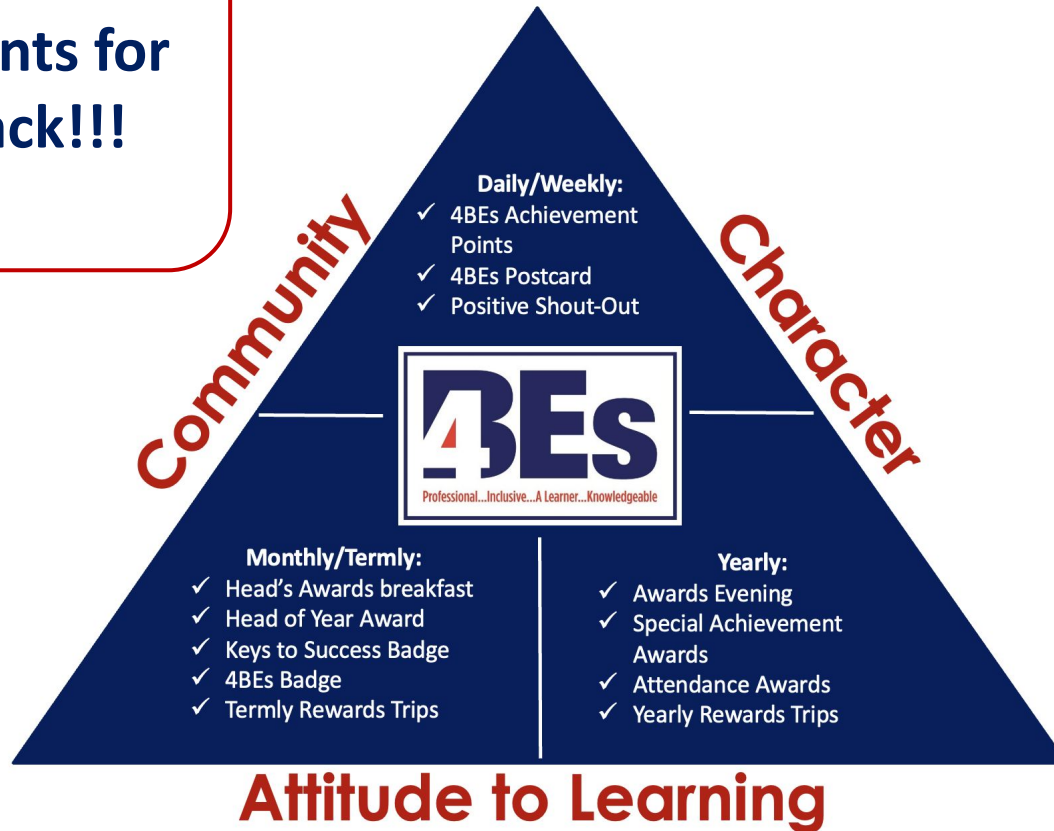 nts for
ck!!!
Community
Character
Daily/Weekly:
✓ 4BEs Achievement
Points
✓ 4BEs Postcard
✓ Positive Shout-Out
4BEs
Professional...Inclusive...A Learner...Knowledgeable
Monthly/Termly:
✓ Head’s Awards breakfast
✓ Head of Year Award
✓ Keys to Success Badge
✓ 4BEs Badge
✓ Termly Rewards Trips
Yearly:
✓ Awards Evening
✓ Special Achievement
Awards
✓ Attendance Awards
✓ Yearly Rewards Trips
Attitude to Learning